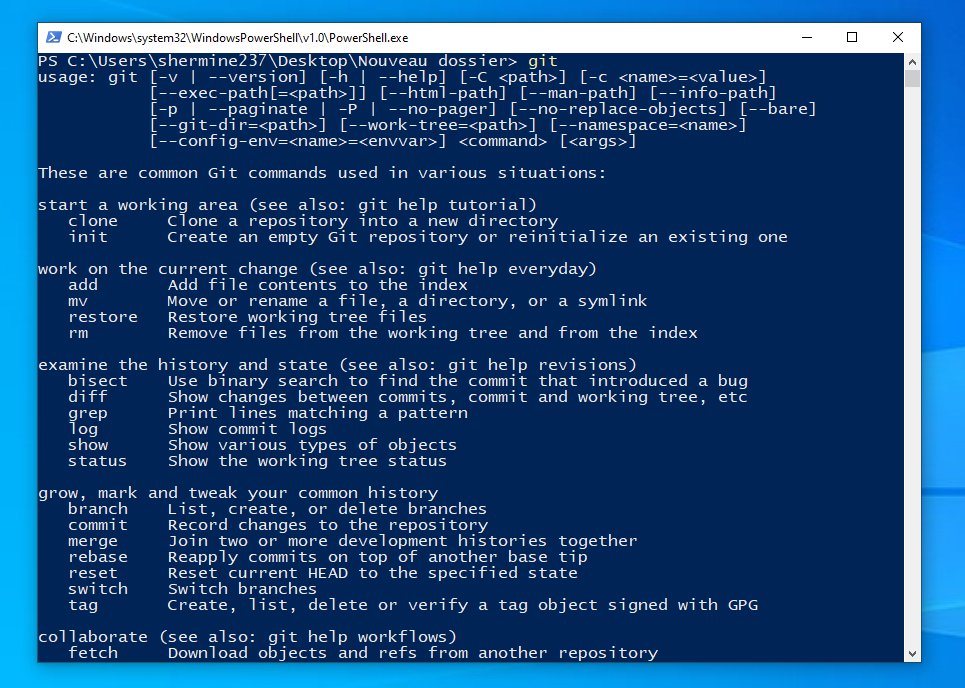 C:\Windows\system32\WindowsPowerShell\v1.0\PowerShell.exe
PS C:\Users\shermine237\Desktop\Nouveau dossier> git
usage: git [-v | --version] [-h | --help] [-C <path>] [-c <name>=<value>]
           [--exec-path[=<path>]] [--html-path] [--man-path] [--info-path]
           [-p | --paginate | -P | --no-pager] [--no-replace-objects] [--bare]
           [--git-dir=<path>] [--work-tree=<path>] [--namespace=<name>]
           [--config-env=<name>=<envvar>] <command> [<args>]
These are common Git commands used in various situations:
start a working area (see also: git help tutorial)
   clone     Clone a repository into a new directory
   init      Create an empty Git repository or reinitialize an existing one
work on the current change (see also: git help everyday)
   add       Add file contents to the index
   mv        Move or rename a file, a directory, or a symlink
   restore   Restore working tree files
   rm        Remove files from the working tree and from the index
examine the history and state (see also: git help revisions)
   bisect    Use binary search to find the commit that introduced a bug
   diff      Show changes between commits, commit and working tree, etc
   grep      Print lines matching a pattern
   log       Show commit logs
   show      Show various types of objects
   status    Show the working tree status
grow, mark and tweak your common history
   branch    List, create, or delete branches
   commit    Record changes to the repository
   merge     Join two or more development histories together
   rebase    Reapply commits on top of another base tip
   reset     Reset current HEAD to the specified state
   switch    Switch branches
   tag       Create, list, delete or verify a tag object signed with GPG
collaborate (see also: git help workflows)
   fetch     Download objects and refs from another repository